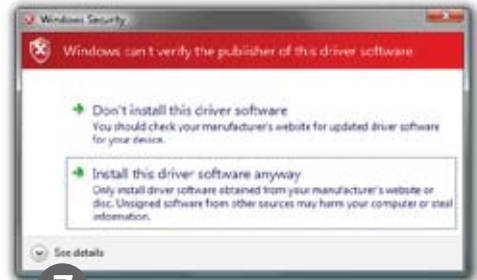 Windows Security
Windows can't verify the publisher of this driver software
Don't install this driver software
You should check your manufacturer's website for updated driver software
for your device.
Install this driver software anyway
Only install driver software obtained from your manufacturer's website or
disc. Unsigned software from other sources may harm your computer or steal
information.
See details
7